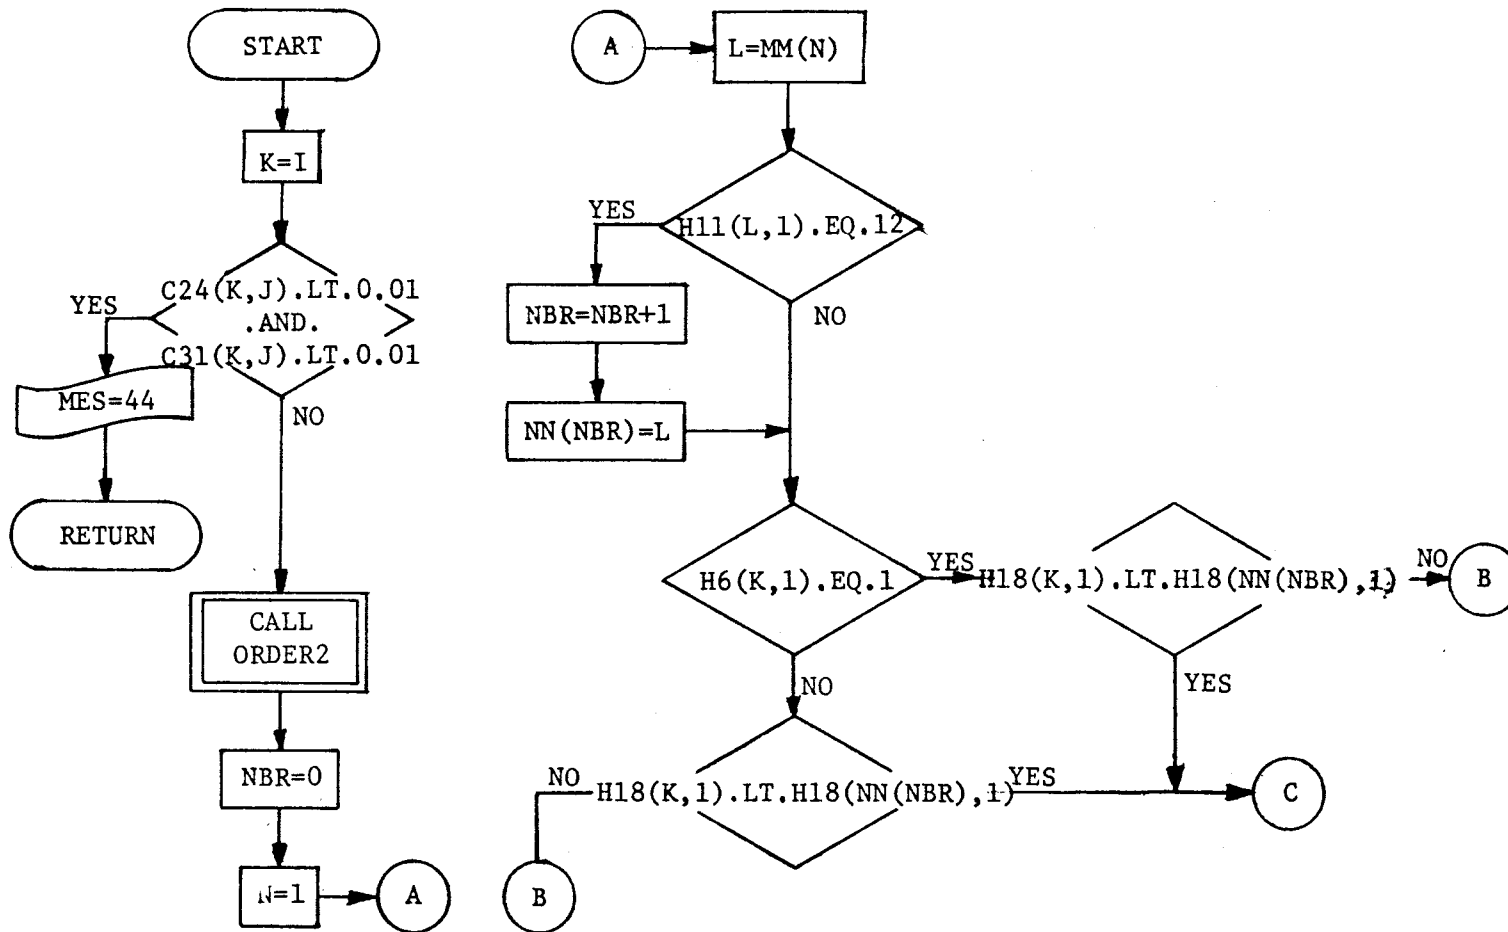 START
K=I
C24(K,J).LT.0.01
.AND.
C31(K,J).LT.0.01
YES
NO
MES=44
RETURN
CALL
ORDER2
NBR=0
N=1
A
A
L=MM(N)
H11(L,1).EQ.12
YES
NO
NBR=NBR+1
NN(NBR)=L
H6(K,1).EQ.1
YES
H18(K,1).LT.H18(NN(NBR),1)
NO
B
YES
NO
NO
H18(K,1).LT.H18(NN(NBR),1)
YES
C
B